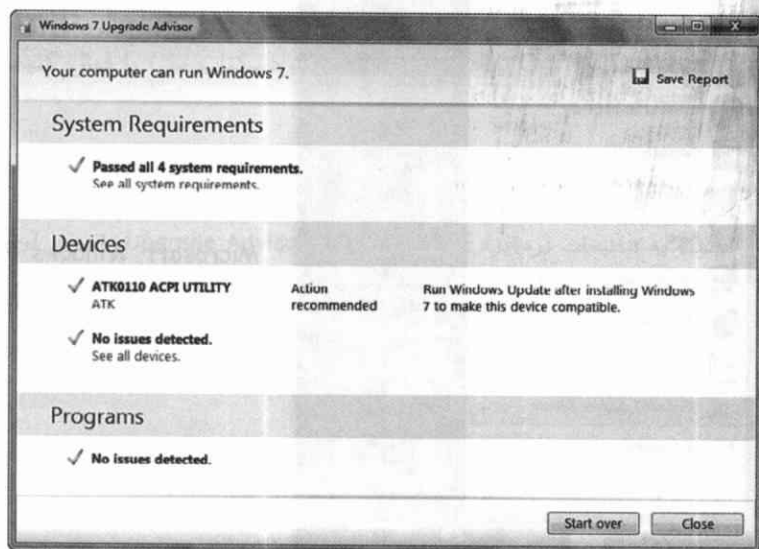 Windows 7 Upgrade Advisor
Your computer can run Windows 7.
Save Report
System Requirements
Passed all 4 system requirements.
See all system requirements.
Devices
ATK0110 ACPI UTILITY
ATK
Action
recommended
Run Windows Update after installing Windows
7 to make this device compatible.
No issues detected.
See all devices.
Programs
No issues detected.
Start over
Close